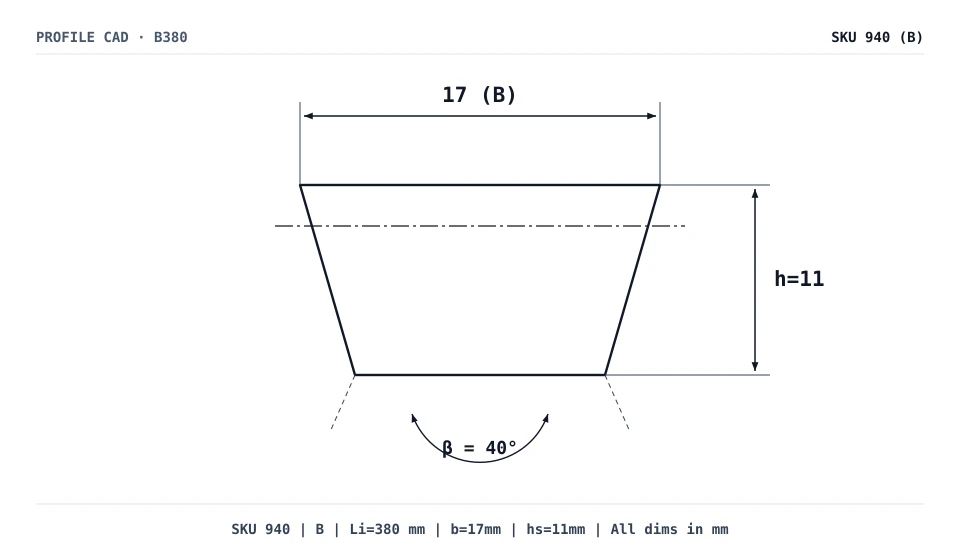 PROFILE CAD · B380
SKU 940 (B)
17 (B)
h=11
β = 40°
SKU 940 | B | Li=380 mm | b=17mm | hs=11mm | All dims in mm